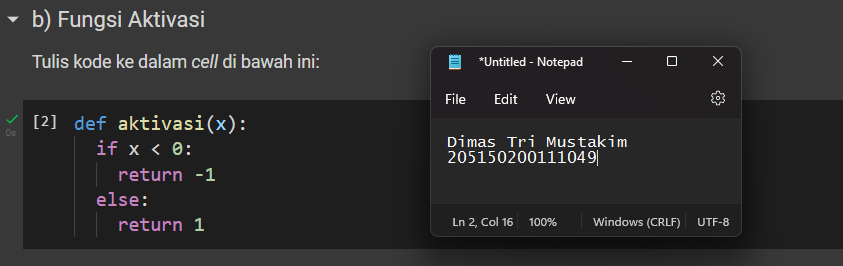 b) Fungsi Aktivasi
Tulis kode ke dalam cell di bawah ini:
0s
[2]
def aktivasi(x):
  if x < 0:
    return -1
  else:
    return 1
*Untitled - Notepad
File Edit View
Dimas Tri Mustakim
205150200111049
Ln 2, Col 16 100% Windows (CRLF) UTF-8